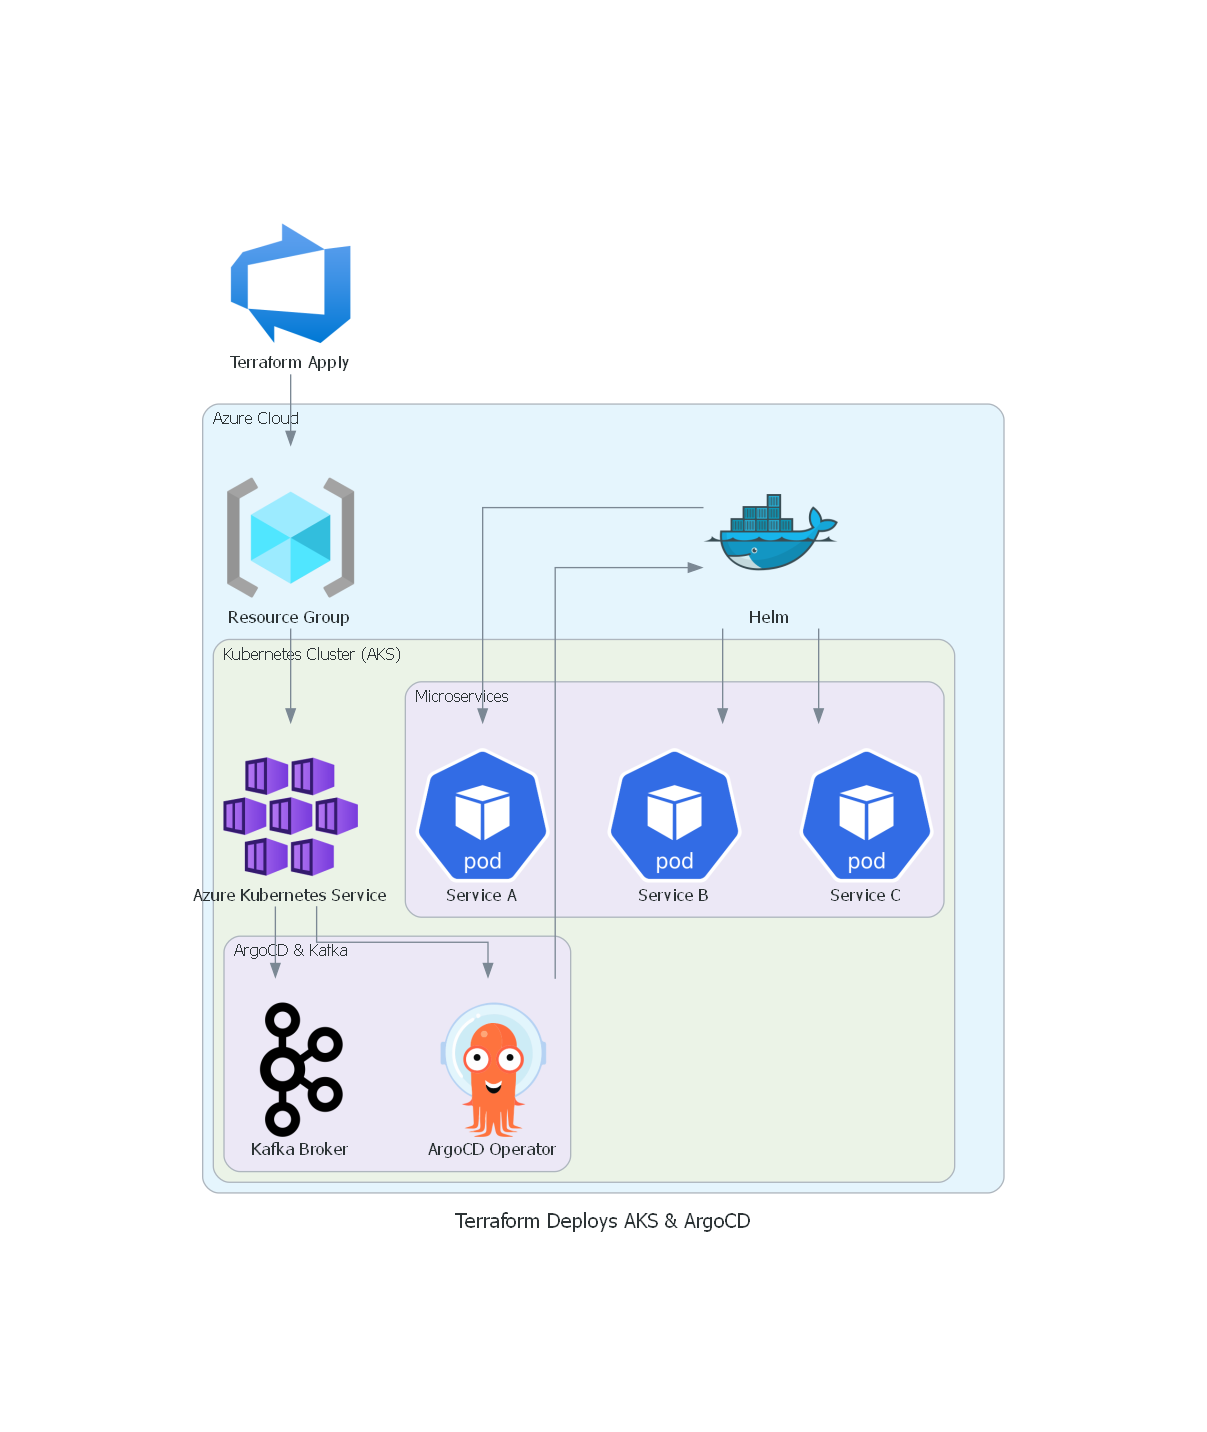 Terraform Apply
Azure Cloud
Resource Group
Helm
Kubernetes Cluster (AKS)
Microservices
pod
pod
pod
Azure Kubernetes Service
Service A
Service B
Service C
ArgoCD & Kafka
Kafka Broker
ArgoCD Operator
Terraform Deploys AKS & ArgoCD